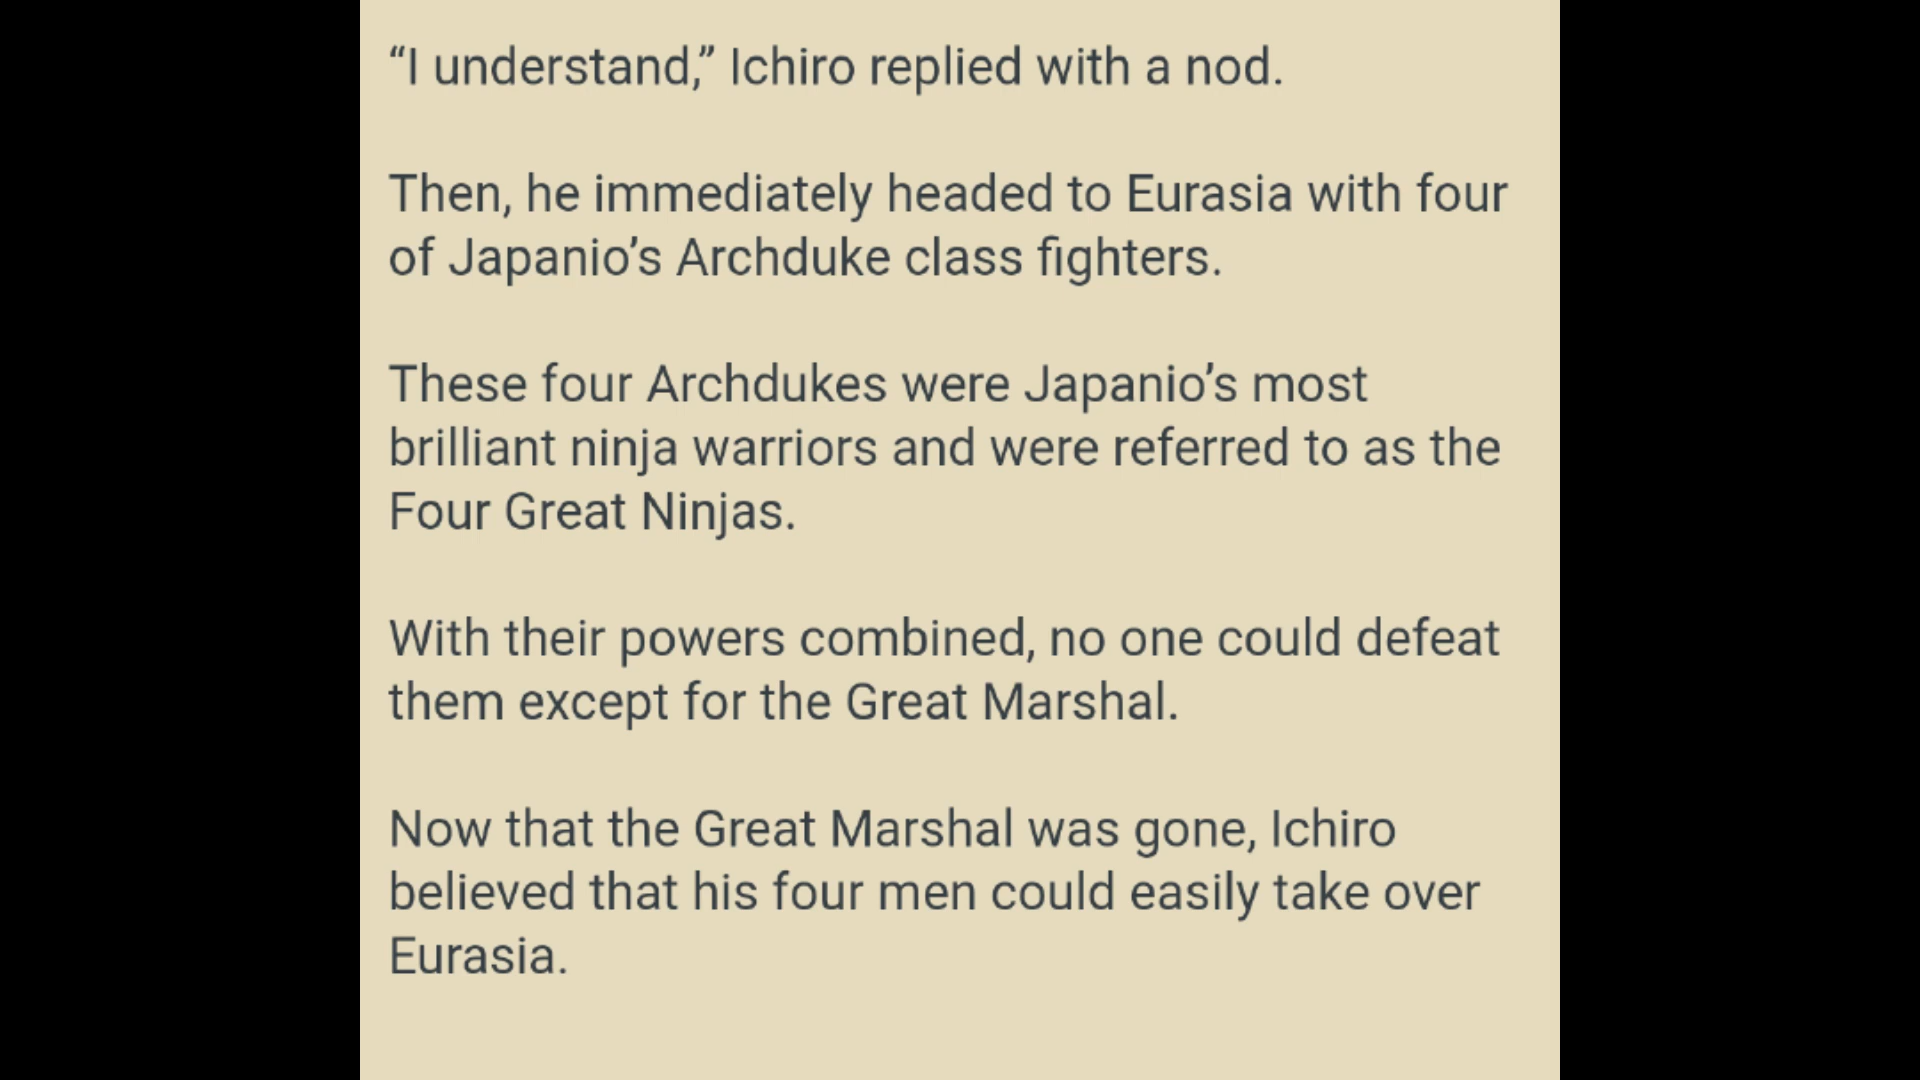 “I understand,” Ichiro replied with a nod.
Then, he immediately headed to Eurasia with four
of Japanio’s Archduke class fighters.
These four Archdukes were Japanio’s most
brilliant ninja warriors and were referred to as the
Four Great Ninjas.
With their powers combined, no one could defeat
them except for the Great Marshal.
Now that the Great Marshal was gone, Ichiro
believed that his four men could easily take over
Eurasia.